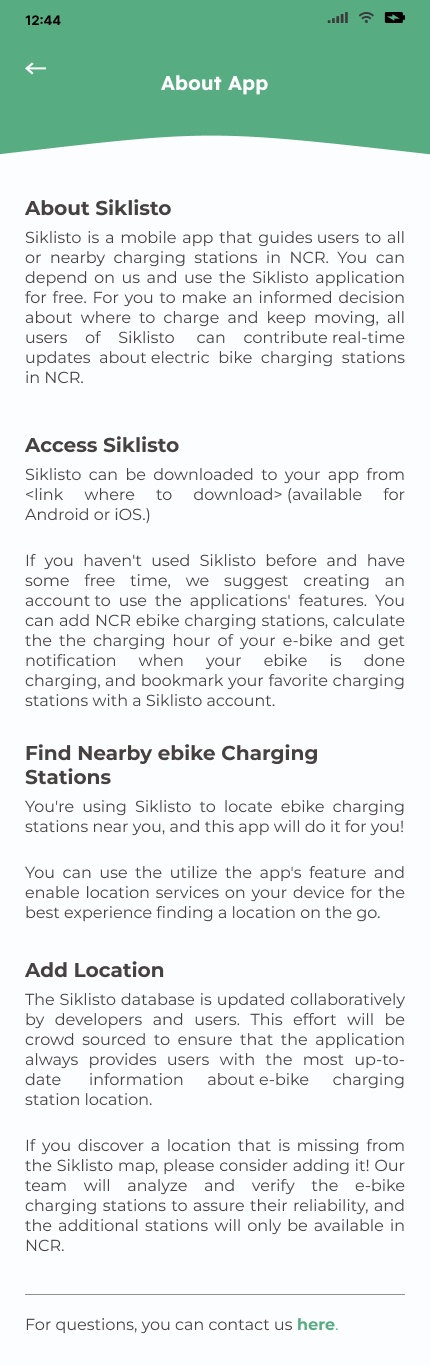 12:44
About App
About Siklisto
Siklisto is a mobile app that guides users to all
or nearby charging stations in NCR. You can
depend on us and use the Siklisto application
for free. For you to make an informed decision
about where to charge and keep moving, all
users of Siklisto can contribute real-time
updates about electric bike charging stations
in NCR.
Access Siklisto
Siklisto can be downloaded to your app from
<link where to download> (available for
Android or iOS.)
If you haven't used Siklisto before and have
some free time, we suggest creating an
account to use the applications' features. You
can add NCR ebike charging stations, calculate
the the charging hour of your e-bike and get
notification when your ebike is done
charging, and bookmark your favorite charging
stations with a Siklisto account.
Find Nearby ebike Charging
Stations
You're using Siklisto to locate ebike charging
stations near you, and this app will do it for you!
You can use the utilize the app's feature and
enable location services on your device for the
best experience finding a location on the go.
Add Location
The Siklisto database is updated collaboratively
by developers and users. This effort will be
crowd sourced to ensure that the application
always provides users with the most up-to-
date information about e-bike charging
station location.
If you discover a location that is missing from
the Siklisto map, please consider adding it! Our
team will analyze and verify the e-bike
charging stations to assure their reliability, and
the additional stations will only be available in
NCR.
For questions, you can contact us here.